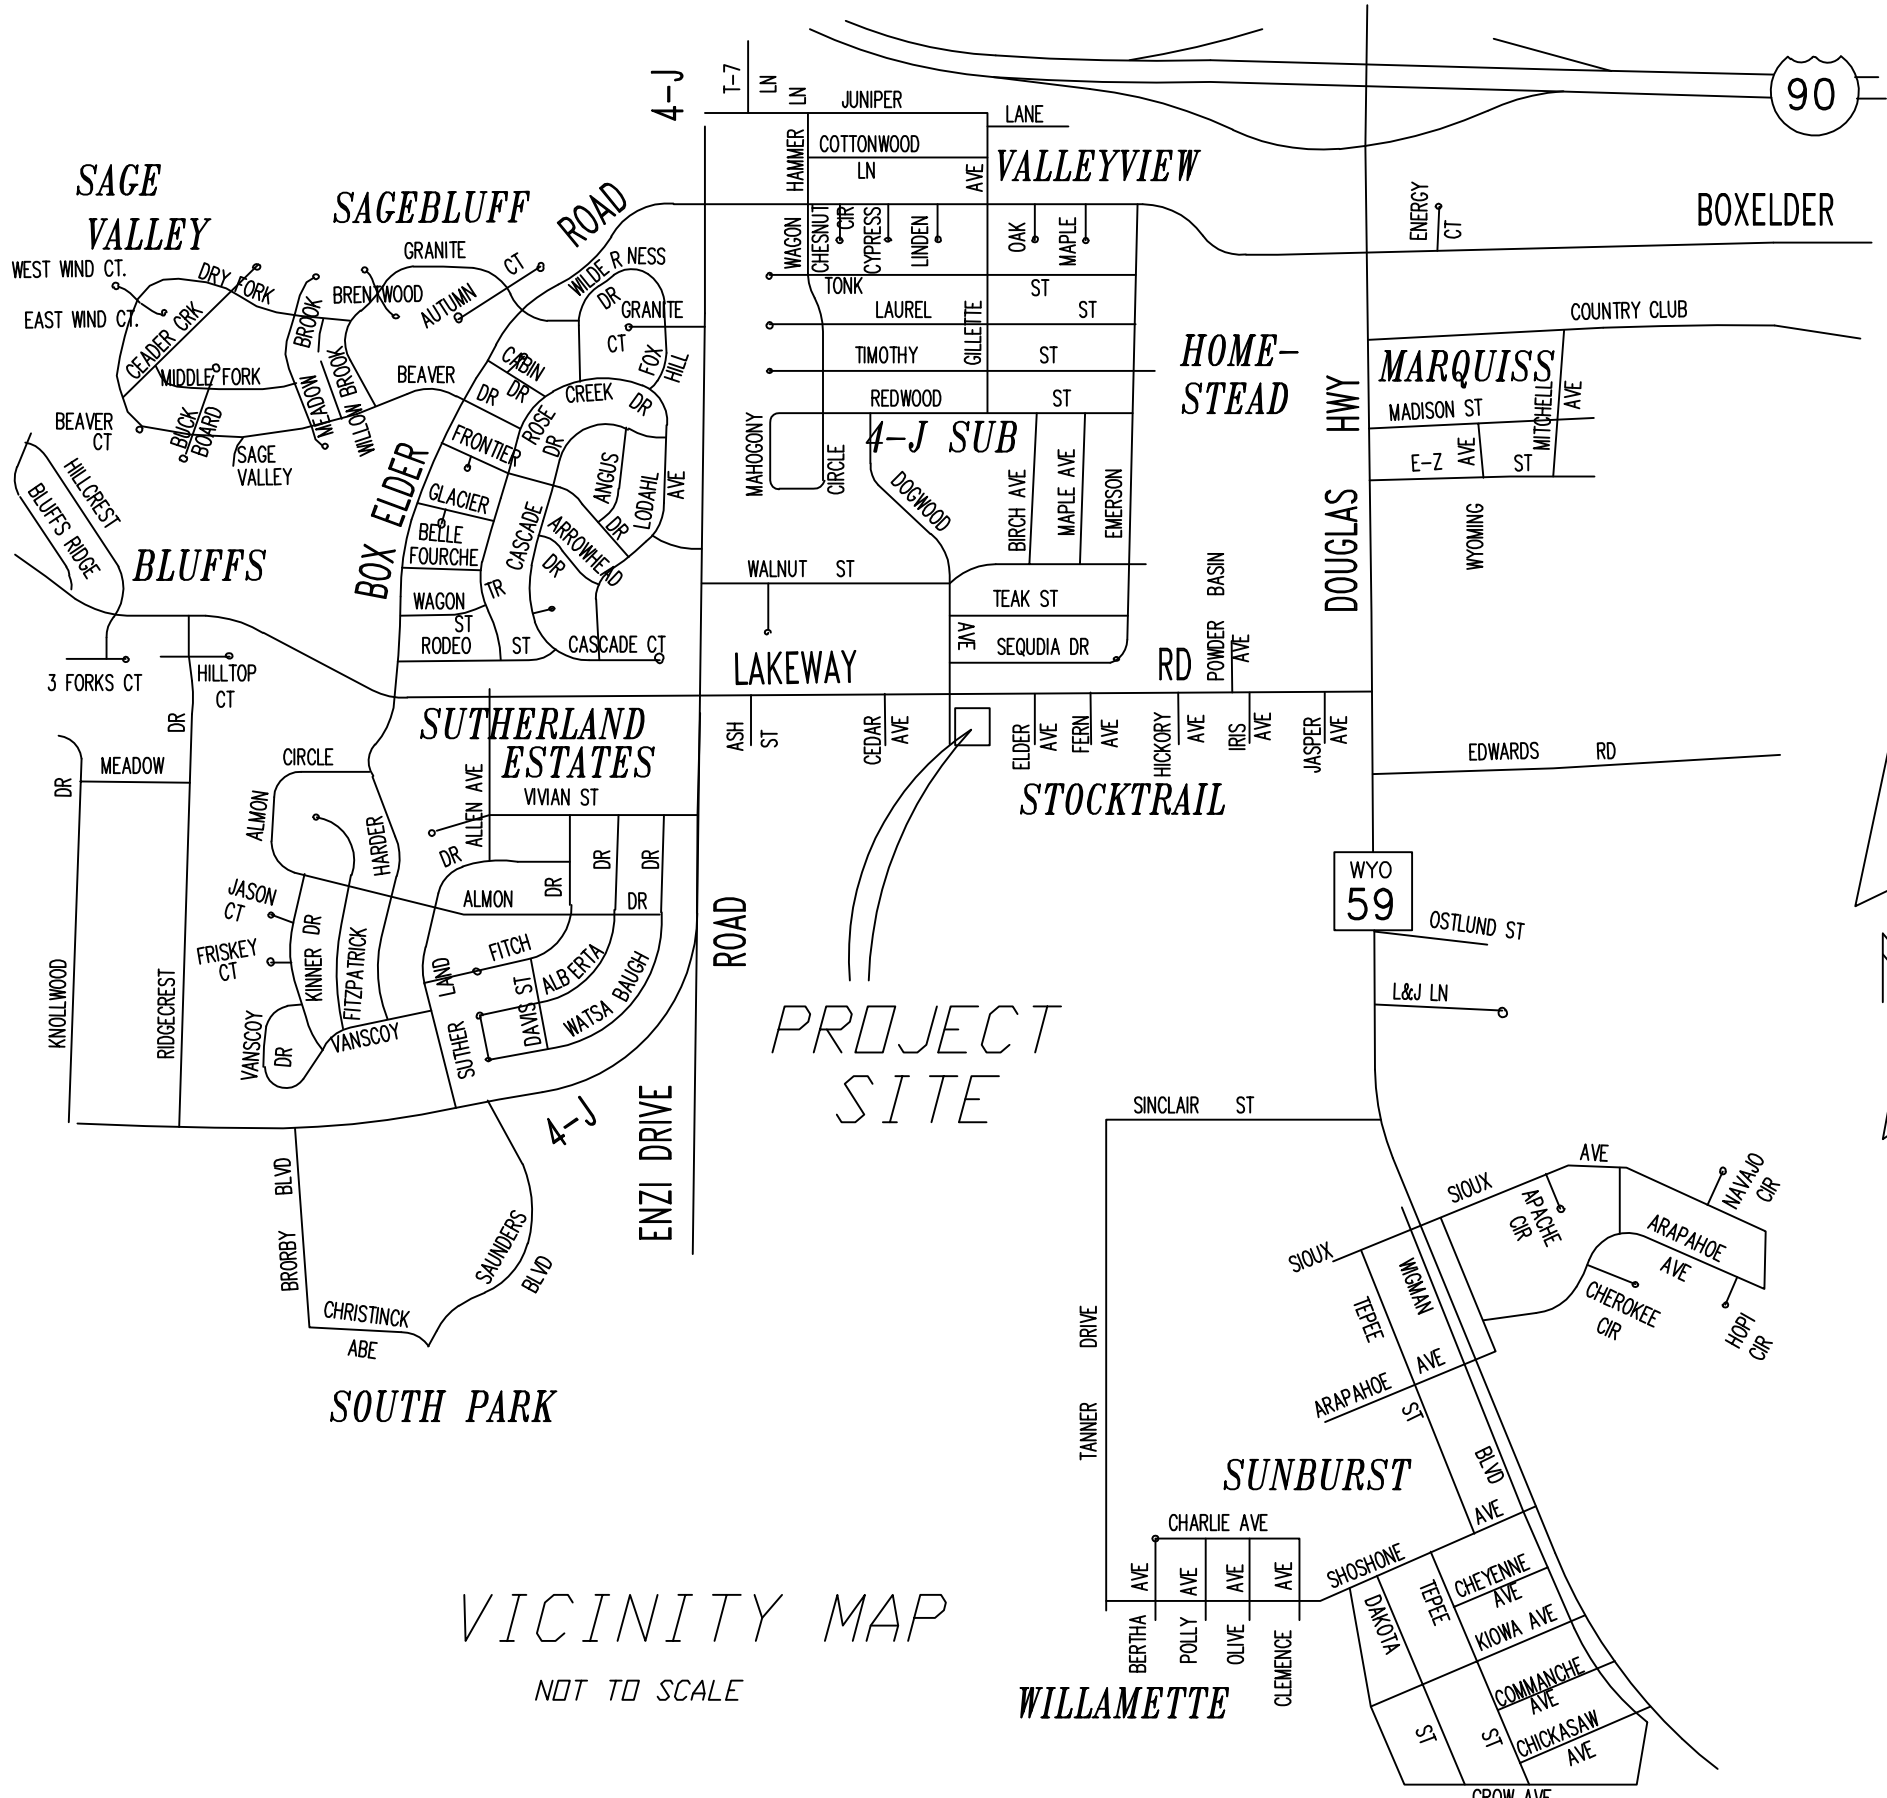 4-J
T-7
LN
LN
JUNIPER
LANE
90
HAMMER
COTTONWOOD
LN
AVE
VALLEYVIEW
SAGE
VALLEY
SAGEBLUFF
ROAD
BOXELDER
ENERGY
CT
WAGON
CHESNUT
CIR
CYPRESS
LINDEN
OAK
MAPLE
WEST WIND CT.
DRY FORK
GRANITE
CT
WILDE R NESS
DR
EAST WIND CT.
CEADER CRK
BROOK
BRENTWOOD
AUTUMN
GRANITE
CT
TONK
ST
LAUREL
ST
GILLETTE
COUNTRY CLUB
MIDDLE FORK
MEADOW
WILLOW BROOK
BEAVER
CABIN
DR
DR
CREEK
DR
FOX
HILL
TIMOTHY
ST
HOME-
STEAD
MARQUISS
MITCHELL
AVE
REDWOOD
ST
MADISON ST
BEAVER
CT
BUCK
BOARD
SAGE
VALLEY
FRONTIER
ROSE
DR
ANGUS
LODAHL
AVE
MAHOGONY
CIRCLE
4-J SUB
DOGWOOD
BIRCH AVE
MAPLE AVE
EMERSON
DOUGLAS
HWY
E-Z
AVE
ST
WYOMING
HILLCREST
BLUFFS RIDGE
BLUFFS
BOX ELDER
GLACIER
BELLE
FOURCHE
CASCADE
DR
ARROWHEAD
DR
WALNUT ST
TEAK ST
AVE
SEQUDIA DR
POWDER BASIN
AVE
WAGON
ST
TR
RODEO ST
CASCADE CT
3 FORKS CT
HILLTOP
CT
LAKEWAY
RD
SUTHERLAND
ESTATES
ASH
ST
CEDAR
AVE
ELDER
AVE
FERN
AVE
HICKORY
AVE
IRIS
AVE
JASPER
AVE
DR
MEADOW
DR
CIRCLE
ALLEN AVE
VIVIAN ST
EDWARDS RD
STOCKTRAIL
ALMON
HARDER
DR
ALMON
DR
DR
DR
DR
WYO
59
OSTLUND ST
JASON
CT
FRISKEY
CT
KINNER DR
FITZPATRICK
LAND
FITCH
ALBERTA
DAVIS ST
WATSA BAUGH
ROAD
KNOLLWOOD
RIDGECREST
VANSCOY
DR
VANSCOY
SUTHER
L&J LN
PROJECT
SITE
4-J
ENZI DRIVE
SINCLAIR ST
BLVD
BRORBY
SAUNDERS
BLVD
CHRISTINCK
ABE
SOUTH PARK
SIOUX
AVE
NAVAJO
CIR
APACHE
CIR
ARAPAHOE
AVE
SIOUX
WIGMAN
TEPEE
CHEROKEE
CIR
HOPI
CIR
TANNER DRIVE
ARAPAHOE
AVE
ST
BLVD
SUNBURST
AVE
CHARLIE AVE
SHOSHONE
BERTHA
AVE
POLLY
AVE
OLIVE
AVE
CLEMENCE
AVE
DAKOTA
TEPEE
CHEYENNE
AVE
KIOWA AVE
COMMANCHE
AVE
ST
ST
CHICKASAW
AVE
CROW AVE
WILLAMETTE
VICINITY MAP
NOT TO SCALE